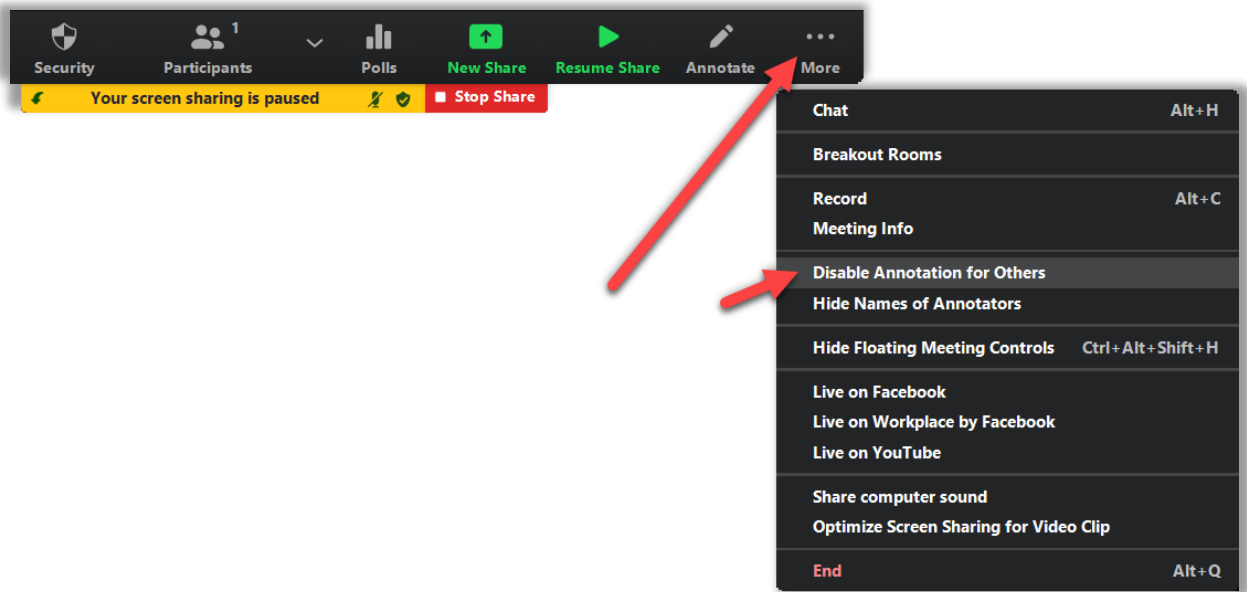 1
Security Participants Polls New Share Resume Share Annotate More
Your screen sharing is paused Stop Share
Chat Alt+H
Breakout Rooms
Record Alt+C
Meeting Info
Disable Annotation for Others
Hide Names of Annotators
Hide Floating Meeting Controls Ctrl+Alt+Shift+H
Live on Facebook
Live on Workplace by Facebook
Live on YouTube
Share computer sound
Optimize Screen Sharing for Video Clip
End Alt+Q